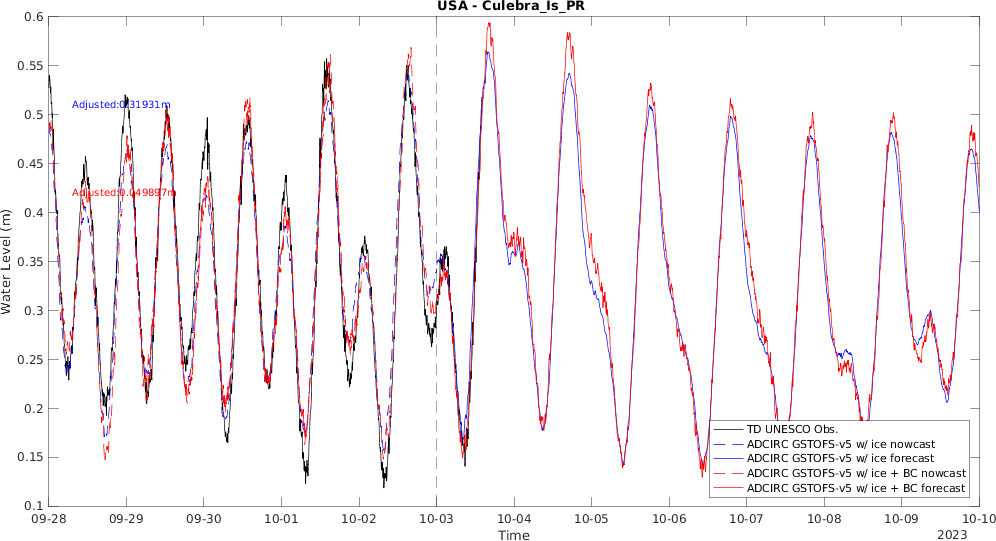 USA - Culebra_Is_PR
0.6
0.55
0.5
0.45
0.4
0.35
0.3
0.25
0.2
0.15
0.1
Water Level (m)
Adjusted:0.31931m
Adjusted:0.049897m
TD UNESCO Obs.
ADCIRC GSTOFS-v5 w/ ice nowcast
ADCIRC GSTOFS-v5 w/ ice forecast
ADCIRC GSTOFS-v5 w/ ice + BC nowcast
ADCIRC GSTOFS-v5 w/ ice + BC forecast
09-28 09-29 09-30 10-01 10-02 10-03 10-04 10-05 10-06 10-07 10-08 10-09 10-10
Time
2023